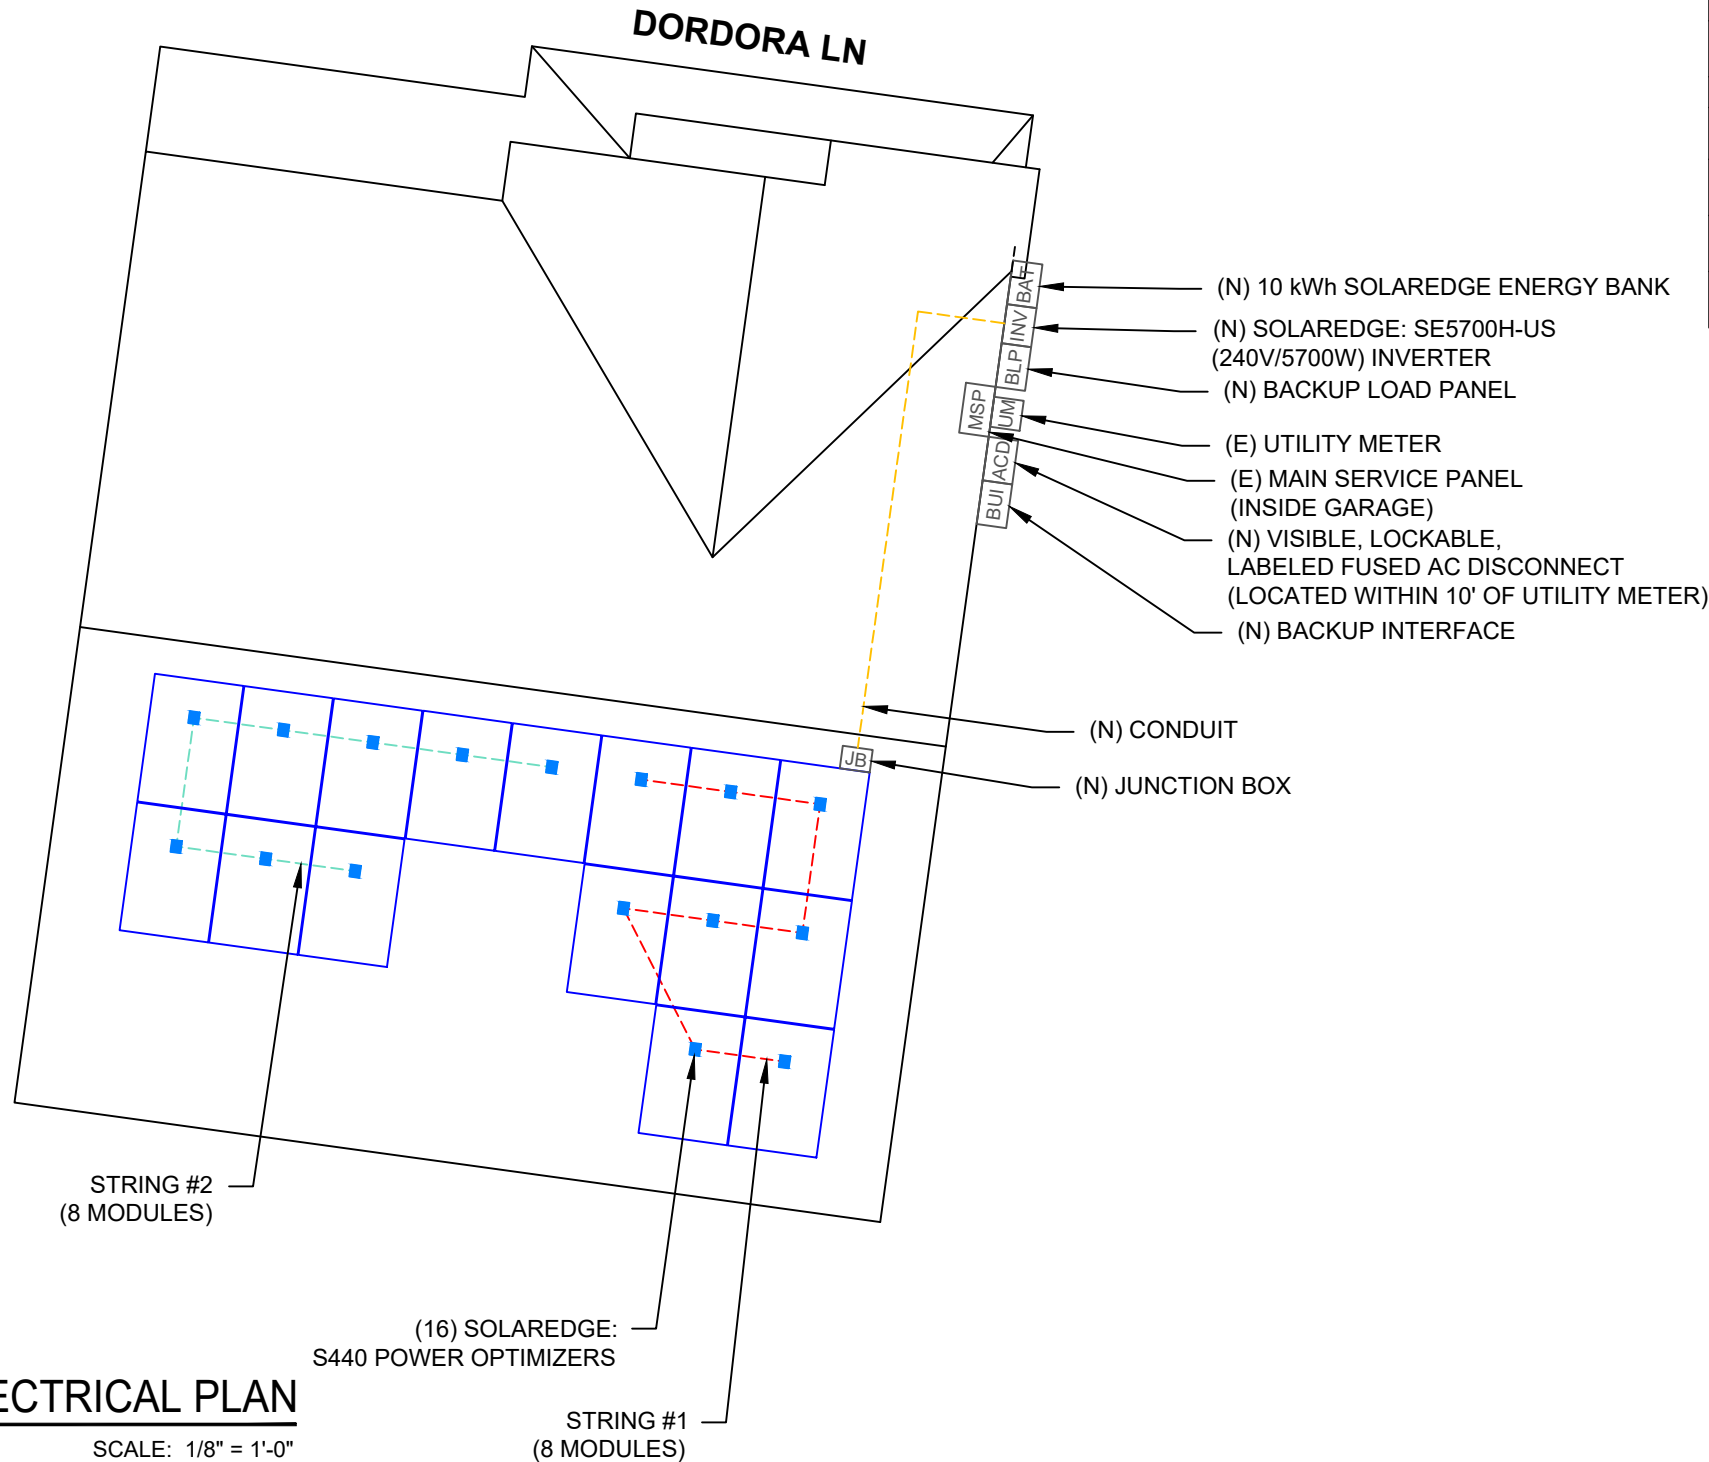 DORDORA LN
BAT
INV
BLP
MSP
UM
ACD
BUI
(N) 10 kWh SOLAREDGE ENERGY BANK
(N) SOLAREDGE: SE5700H-US
(240V/5700W) INVERTER
(N) BACKUP LOAD PANEL
(E) UTILITY METER
(E) MAIN SERVICE PANEL
(INSIDE GARAGE)
(N) VISIBLE, LOCKABLE,
LABELED FUSED AC DISCONNECT
(LOCATED WITHIN 10' OF UTILITY METER)
(N) BACKUP INTERFACE
(N) CONDUIT
JB
(N) JUNCTION BOX
STRING #2
(8 MODULES)
(16) SOLAREDGE:
S440 POWER OPTIMIZERS
STRING #1
(8 MODULES)
ECTRICAL PLAN
SCALE: 1/8" = 1'-0"